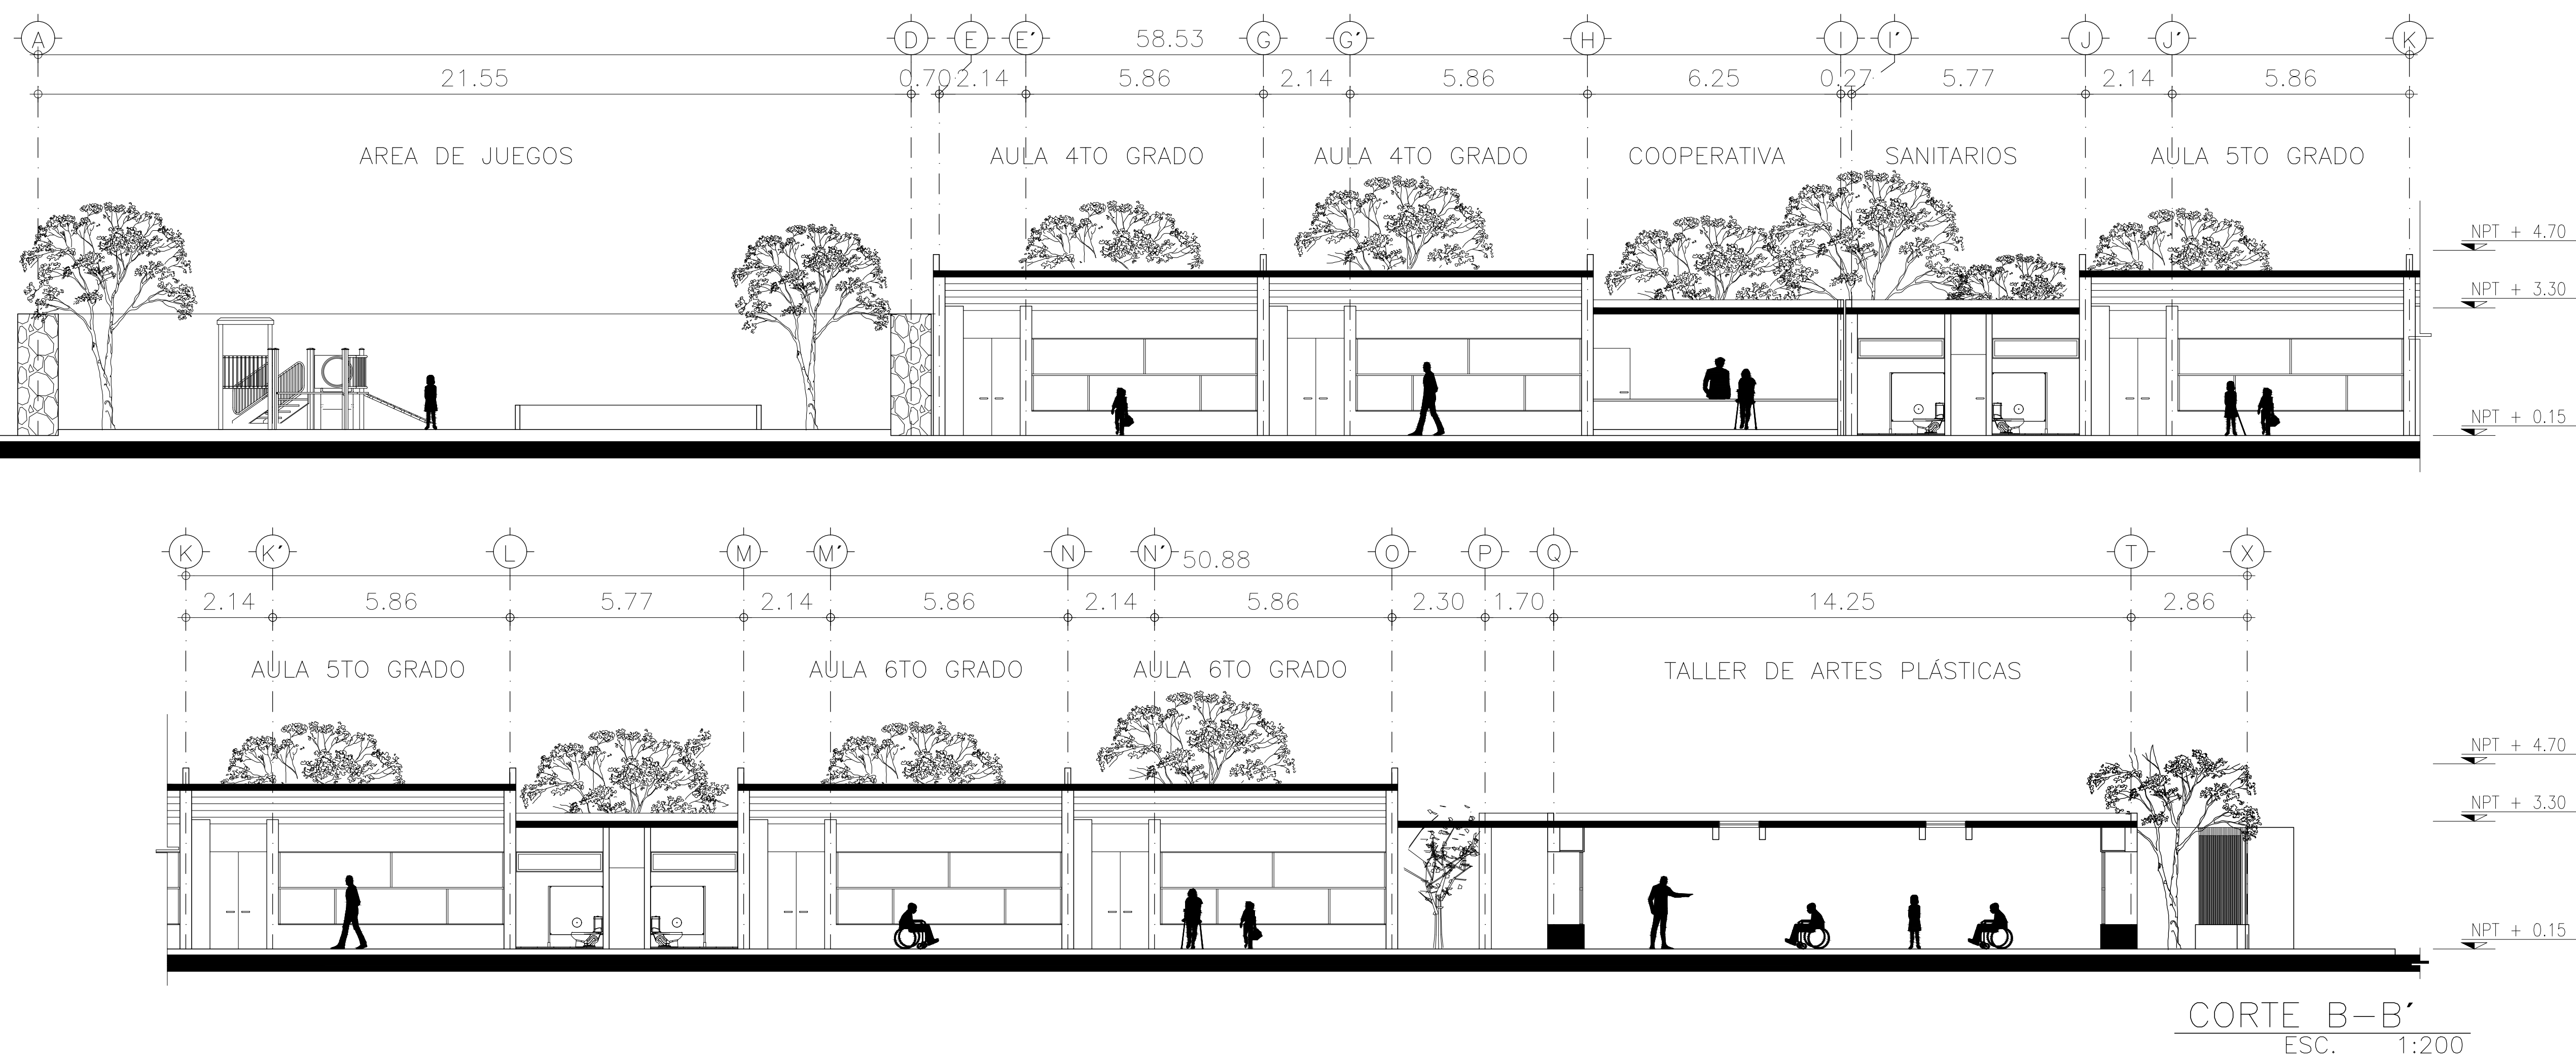 A D E E' G G' H I I' J J' K
58.53
21.55 0.70 2.14 5.86 2.14 5.86 6.25 0.27 5.77 2.14 5.86
AREA DE JUEGOS AULA 4TO GRADO AULA 4TO GRADO COOPERATIVA SANITARIOS AULA 5TO GRADO
NPT + 4.70
NPT + 3.30
NPT + 0.15
K K' L M M' N N' O P Q T X
50.88
2.14 5.86 5.77 2.14 5.86 2.14 5.86 2.30 1.70 14.25 2.86
AULA 5TO GRADO AULA 6TO GRADO AULA 6TO GRADO TALLER DE ARTES PLÁSTICAS
NPT + 4.70
NPT + 3.30
NPT + 0.15
CORTE B-B'
ESC. 1:200